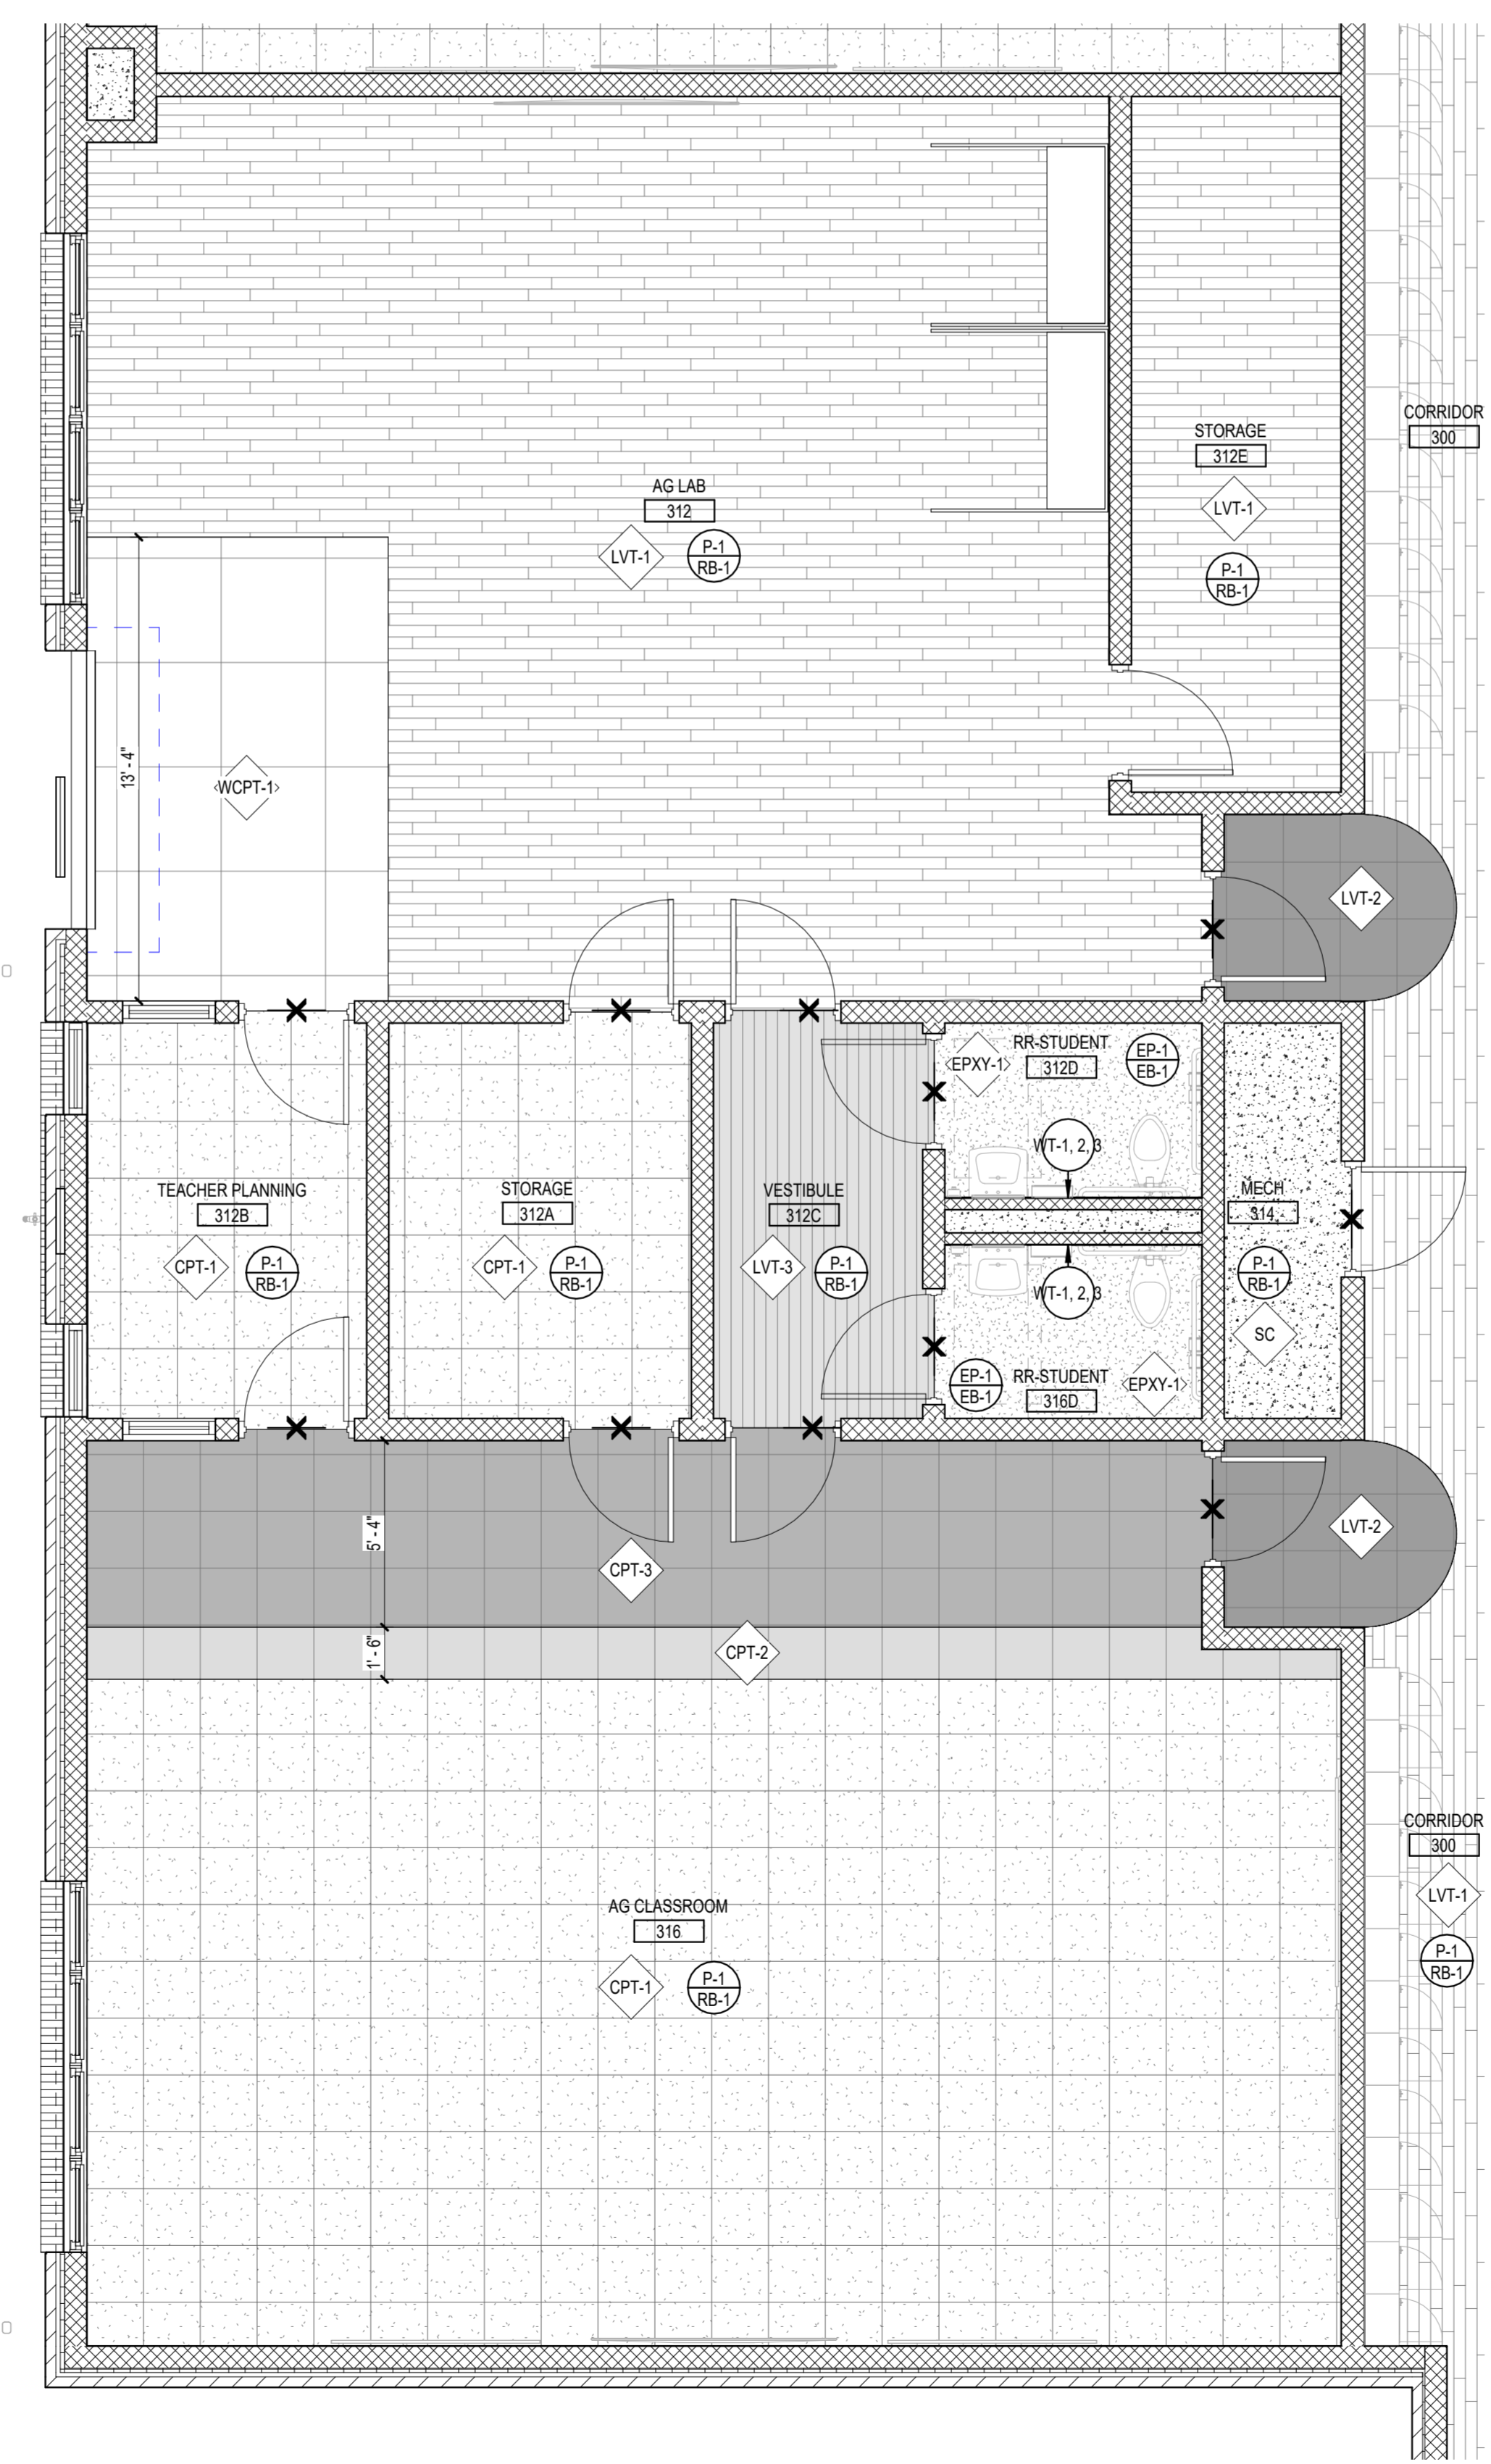 CORRIDOR
300
STORAGE
312E
LVT-1
P-1
RB-1
AG LAB
312
LVT-1
P-1
RB-1
13' - 4"
WCPT-1
LVT-2
EPXY-1
RR-STUDENT
312D
EP-1
EB-1
WT-1, 2, 3
TEACHER PLANNING
312B
CPT-1
P-1
RB-1
STORAGE
312A
CPT-1
P-1
RB-1
VESTIBULE
312C
LVT-3
P-1
RB-1
MECH
314
P-1
RB-1
SC
WT-1, 2, 3
EP-1
EB-1
RR-STUDENT
316D
EPXY-1
5' - 4"
LVT-2
CPT-3
1' - 6"
CPT-2
CORRIDOR
300
LVT-1
P-1
RB-1
AG CLASSROOM
316
CPT-1
P-1
RB-1